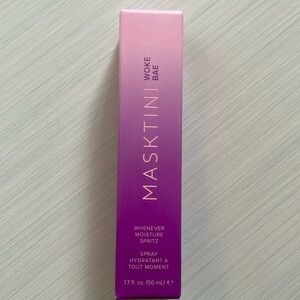 MASKTINI
WOKE
BAE
WHENEVER
MOISTURE
SPRITZ
SPRAY
HYDRATANT À
TOUT MOMENT
1.7 fl. oz. (50 mL) ℮